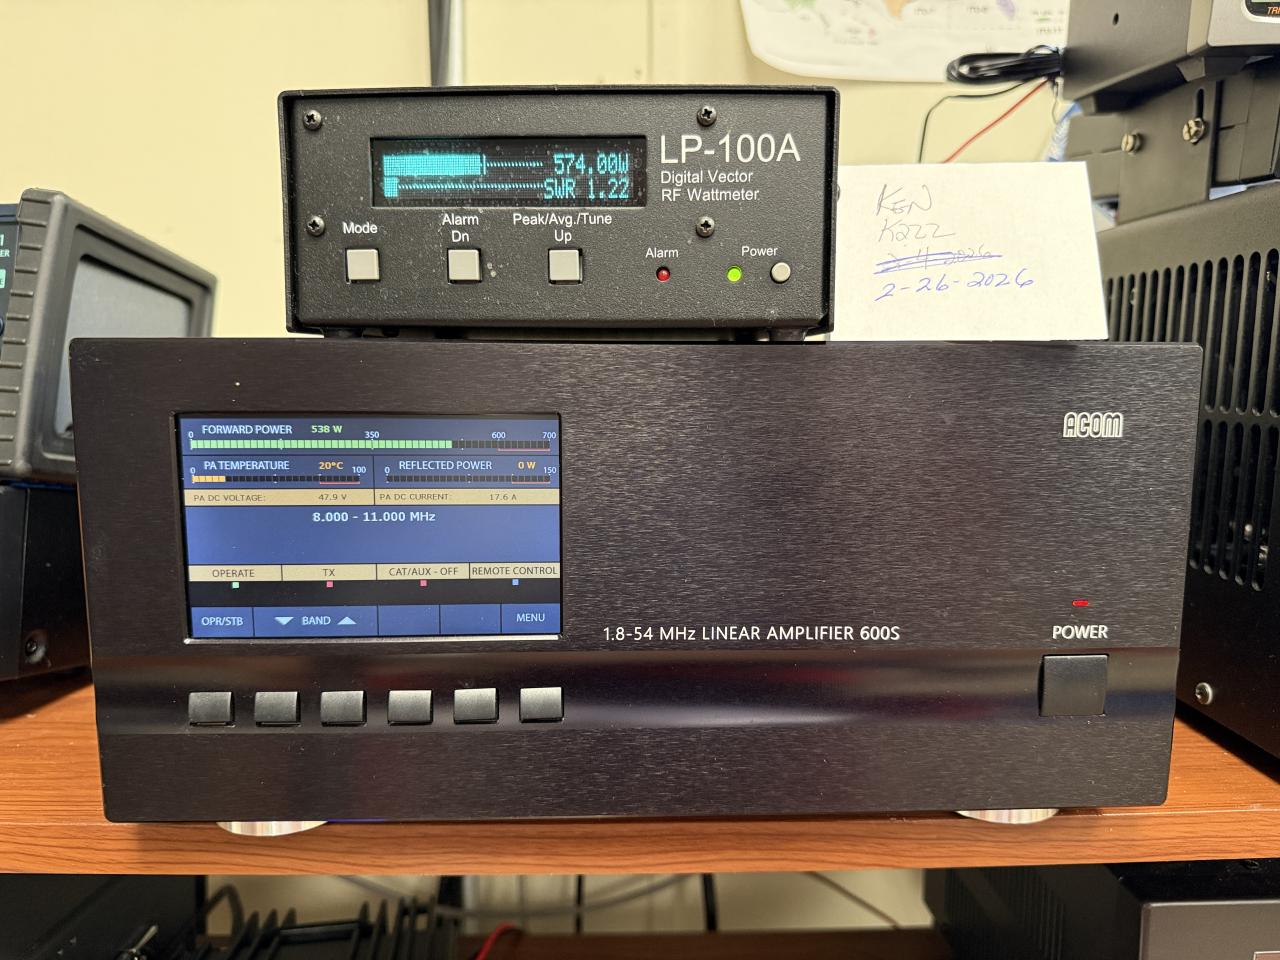 574.00W
SWR 1.22
LP-100A
Digital Vector
RF Wattmeter
Mode
Alarm
Dn
Peak/Avg./Tune
Up
Alarm
Power
KEN
2-26-2026
ACOM
FORWARD POWER 538 W
0 350 600 700
PA TEMPERATURE 20°C
0 100
REFLECTED POWER 0 W
0 150
PA DC VOLTAGE: 47.9 V
PA DC CURRENT: 17.6 A
8.000 - 11.000 MHz
OPERATE TX CAT/AUX - OFF REMOTE CONTROL
OPR/STB BAND MENU
1.8-54 MHz LINEAR AMPLIFIER 600S
POWER